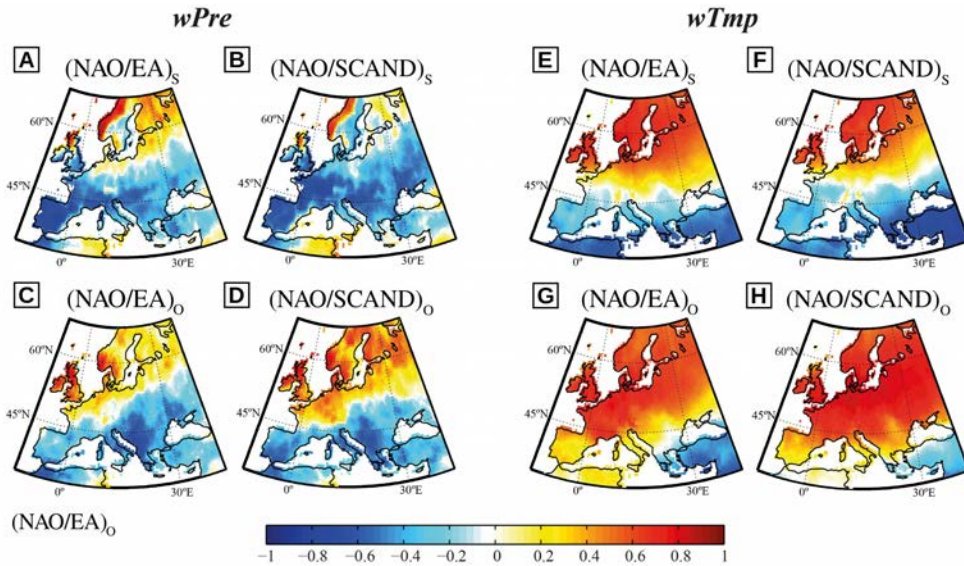 wPre wTmp
A (NAO/EA)S B (NAO/SCAND)S E (NAO/EA)S F (NAO/SCAND)S
60ºN 60ºN 60ºN 60ºN
45ºN 45ºN 45ºN 45ºN
0º 30ºE 0º 30ºE 0º 30ºE 0º 30ºE
C (NAO/EA)O D (NAO/SCAND)O G (NAO/EA)O H (NAO/SCAND)O
60ºN 60ºN 60ºN 60ºN
45ºN 45ºN 45ºN 45ºN
0º 30ºE 0º 30ºE 0º 30ºE 0º 30ºE
(NAO/EA)O
−1 −0.8 −0.6 −0.4 −0.2 0 0.2 0.4 0.6 0.8 1